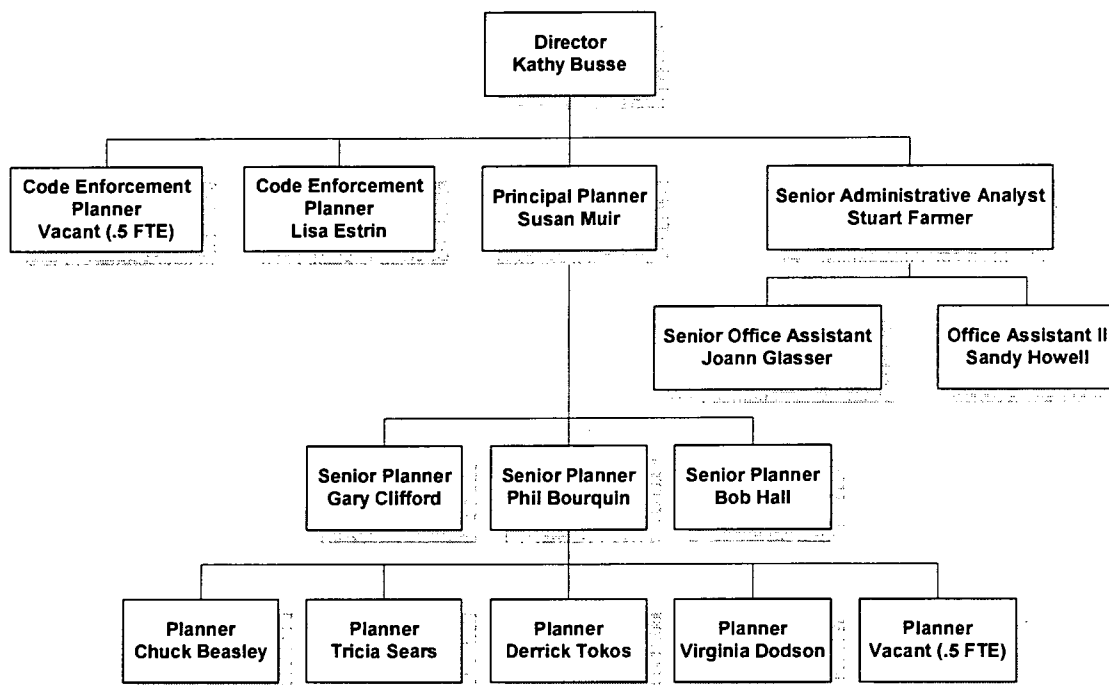 Director
Kathy Busse
Code Enforcement
Planner
Vacant (.5 FTE)
Code Enforcement
Planner
Lisa Estrin
Principal Planner
Susan Muir
Senior Administrative Analyst
Stuart Farmer
Senior Office Assistant
Joann Glasser
Office Assistant II
Sandy Howell
Senior Planner
Gary Clifford
Senior Planner
Phil Bourquin
Senior Planner
Bob Hall
Planner
Chuck Beasley
Planner
Tricia Sears
Planner
Derrick Tokos
Planner
Virginia Dodson
Planner
Vacant (.5 FTE)